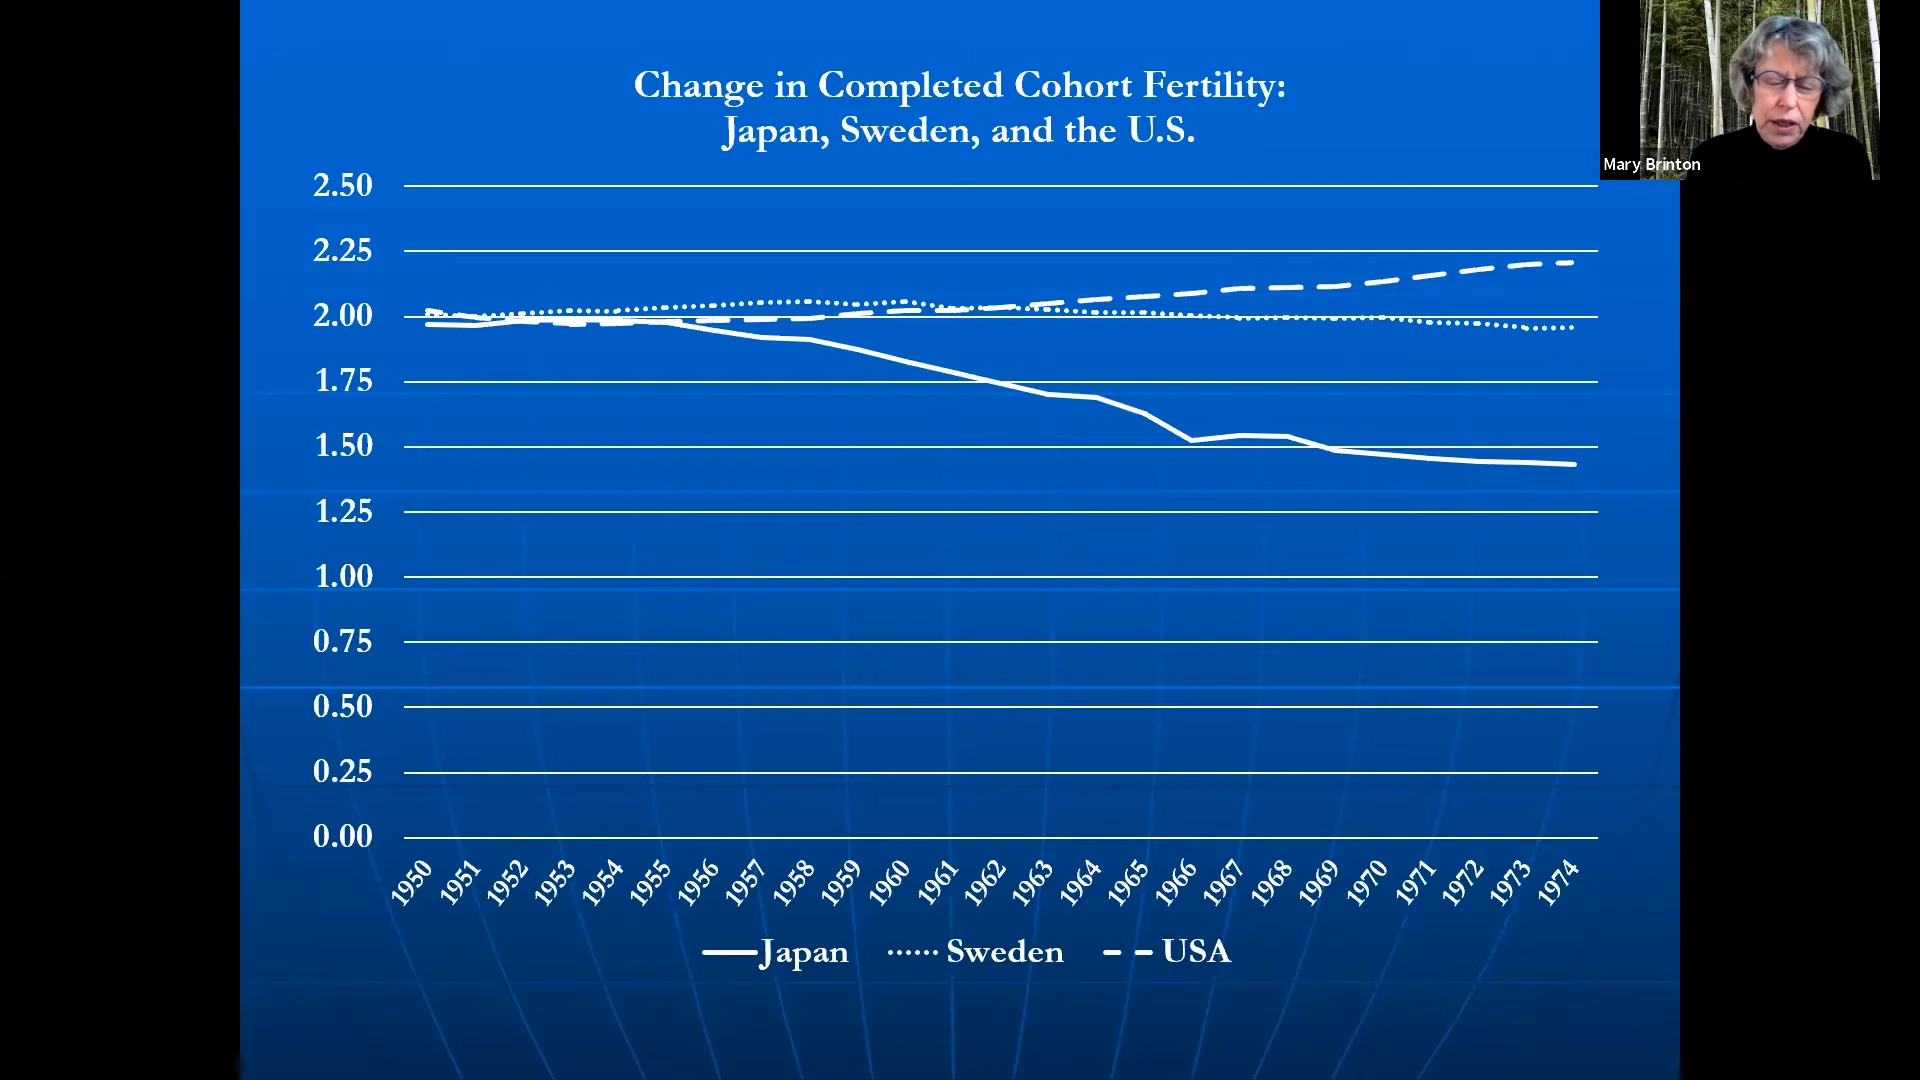 Change in Completed Cohort Fertility:
Japan, Sweden, and the U.S.
Mary Brinton
2.50
2.25
2.00
1.75
1.50
1.25
1.00
0.75
0.50
0.25
0.00
1950 1951 1952 1953 1954 1955 1956 1957 1958 1959 1960 1961 1962 1963 1964 1965 1966 1967 1968 1969 1970 1971 1972 1973 1974
Japan Sweden USA